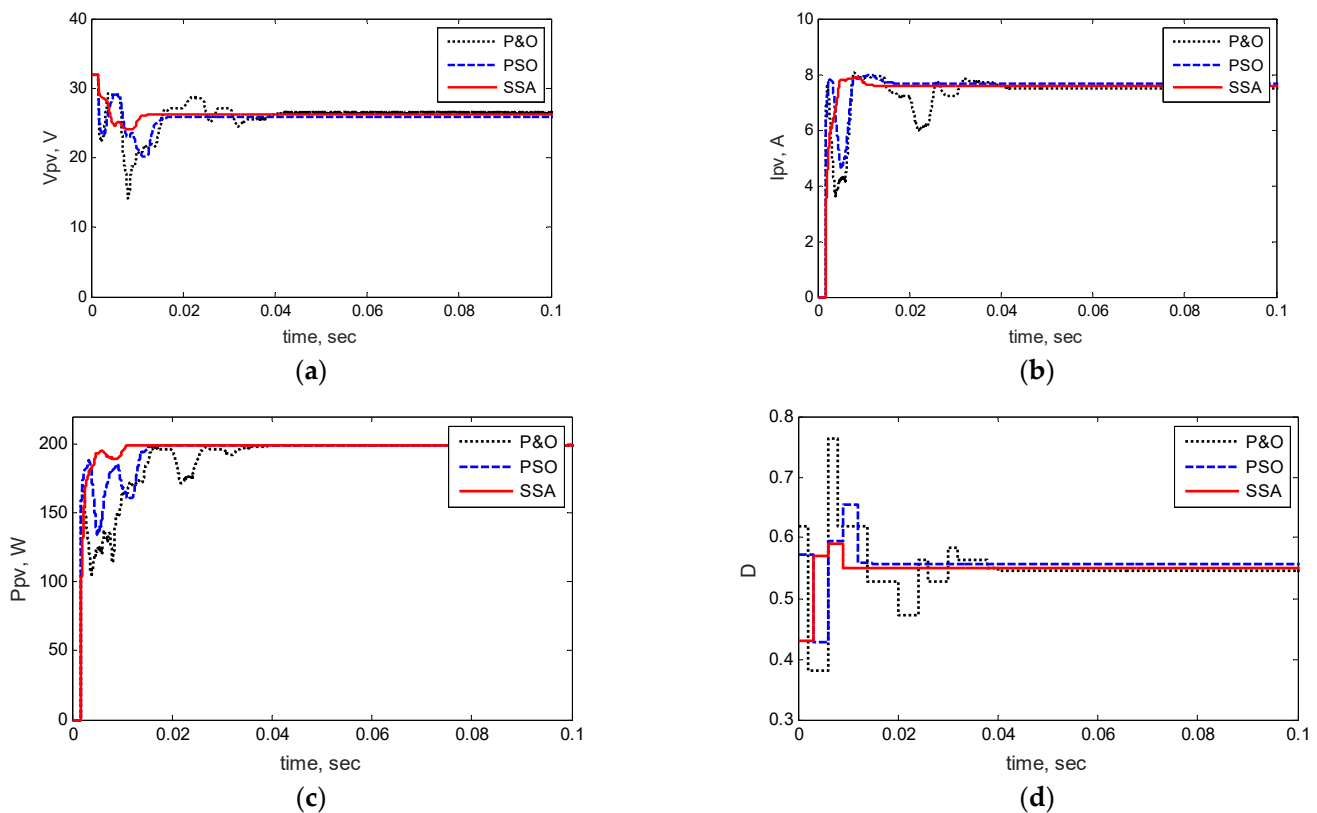 40
30
20
10
0
Vpv, V
0 0.02 0.04 0.06 0.08 0.1
time, sec
P&O
PSO
SSA
(a)
10
8
6
4
2
0
Ipv, A
0 0.02 0.04 0.06 0.08 0.1
time, sec
P&O
PSO
SSA
(b)
200
150
100
50
0
Ppv, W
0 0.02 0.04 0.06 0.08 0.1
time, sec
P&O
PSO
SSA
(c)
0.8
0.7
0.6
0.5
0.4
0.3
D
0 0.02 0.04 0.06 0.08 0.1
time, sec
P&O
PSO
SSA
(d)